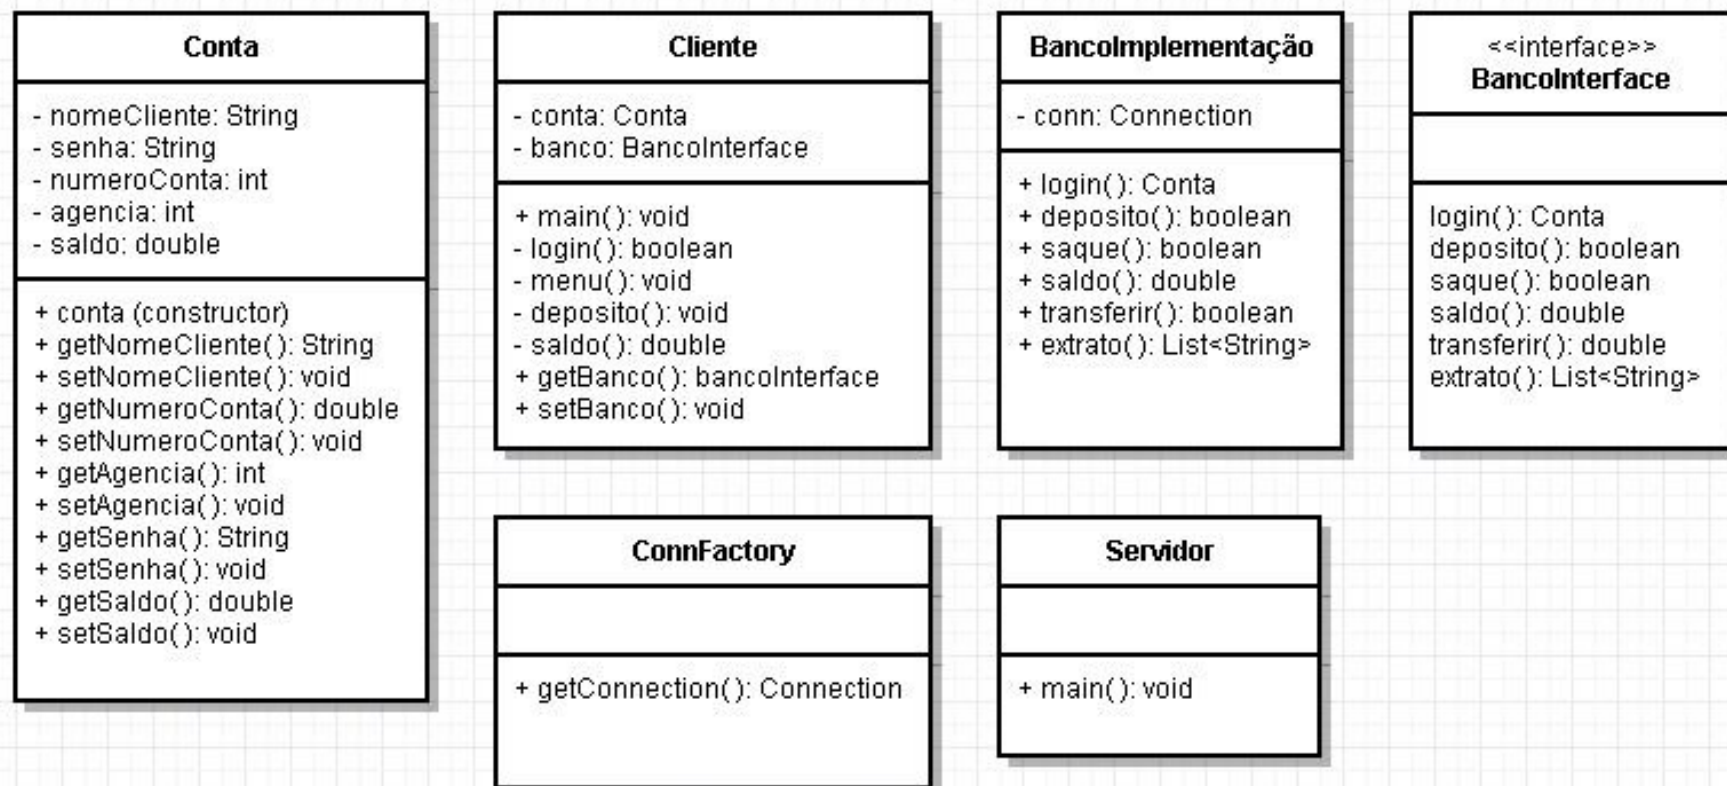 Conta
- nomeCliente: String
- senha: String
- numeroConta: int
- agencia: int
- saldo: double
+ conta (constructor)
+ getNomeCliente(): String
+ setNomeCliente(): void
+ getNumeroConta(): double
+ setNumeroConta(): void
+ getAgencia(): int
+ setAgencia(): void
+ getSenha(): String
+ setSenha(): void
+ getSaldo(): double
+ setSaldo(): void
Cliente
- conta: Conta
- banco: BancoInterface
+ main(): void
- login(): boolean
- menu(): void
- deposito(): void
- saldo(): double
+ getBanco(): bancoInterface
+ setBanco(): void
BancoImplementação
- conn: Connection
+ login(): Conta
+ deposito(): boolean
+ saque(): boolean
+ saldo(): double
+ transferir(): boolean
+ extrato(): List<String>
<<interface>>
BancoInterface
login(): Conta
deposito(): boolean
saque(): boolean
saldo(): double
transferir(): double
extrato(): List<String>
ConnFactory
+ getConnection(): Connection
Servidor
+ main(): void